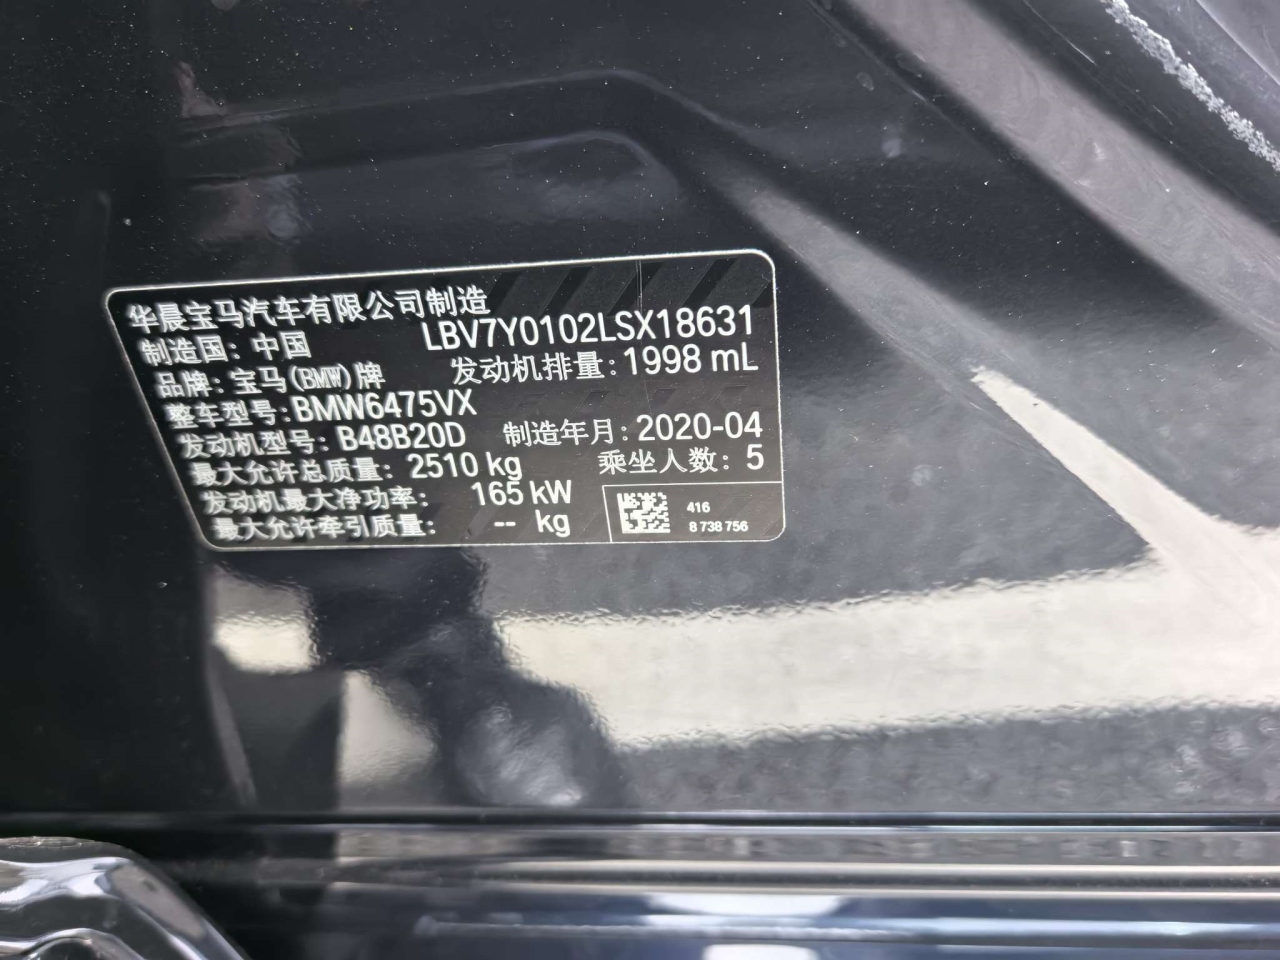 华晨宝马汽车有限公司制造
制造国：中国 LBV7Y0102LSX18631
品牌：宝马(BMW)牌 发动机排量：1998 mL
整车型号：BMW6475VX
发动机型号：B48B20D 制造年月：2020-04
最大允许总质量：2510 kg 乘坐人数：5
发动机最大净功率： 165 kW
最大允许牵引质量： -- kg
416
8 738 756